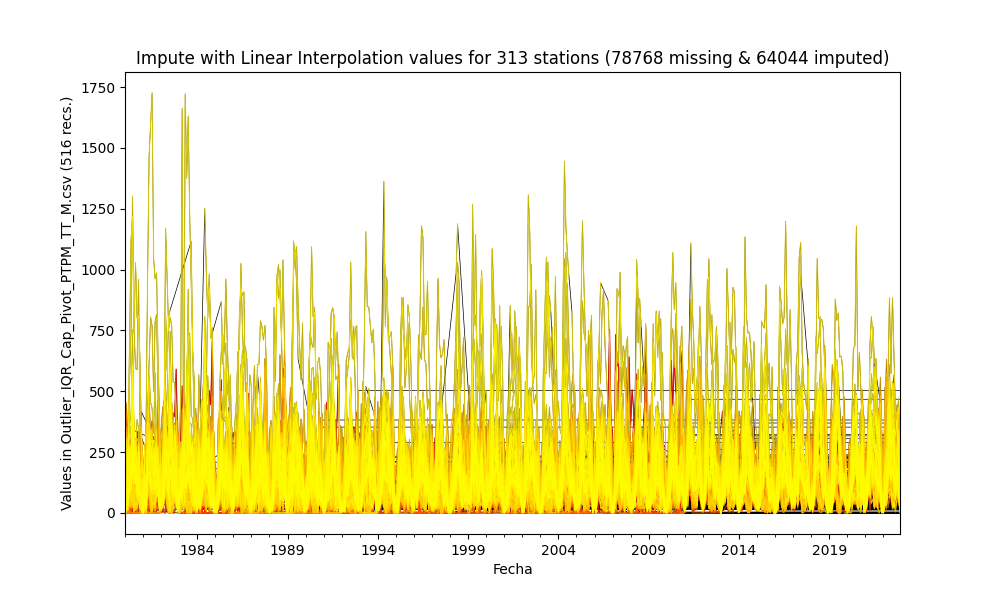 Impute with Linear Interpolation values for 313 stations (78768 missing & 64044 imputed)
Values in Outlier_IQR_Cap_Pivot_PTPM_TT_M.csv (516 recs.)
1750
1500
1250
1000
750
500
250
0
1984 1989 1994 1999 2004 2009 2014 2019
Fecha